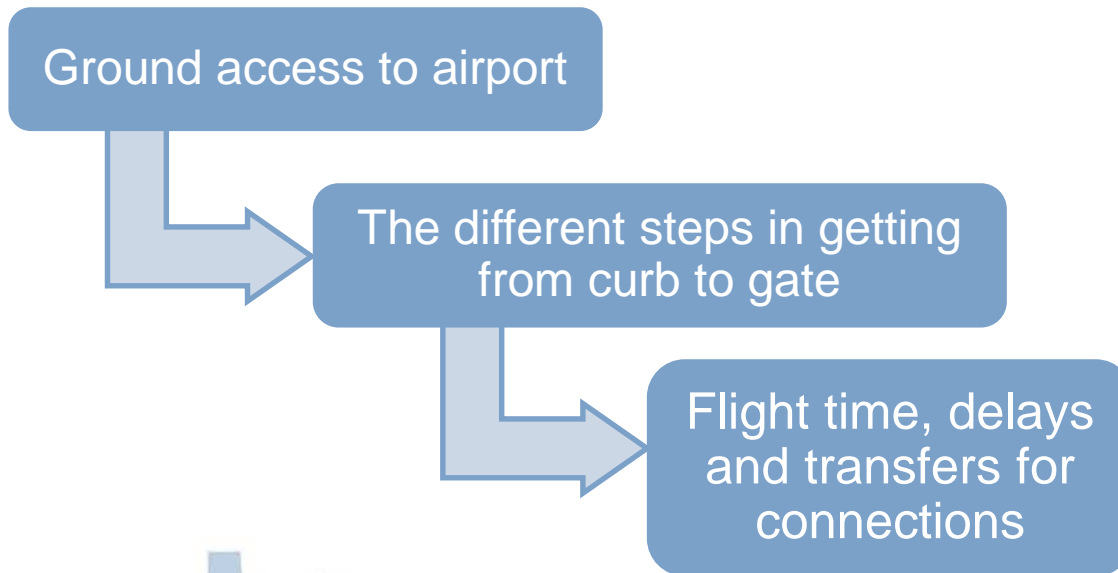 Ground access to airport
The different steps in getting
from curb to gate
Flight time, delays
and transfers for
connections